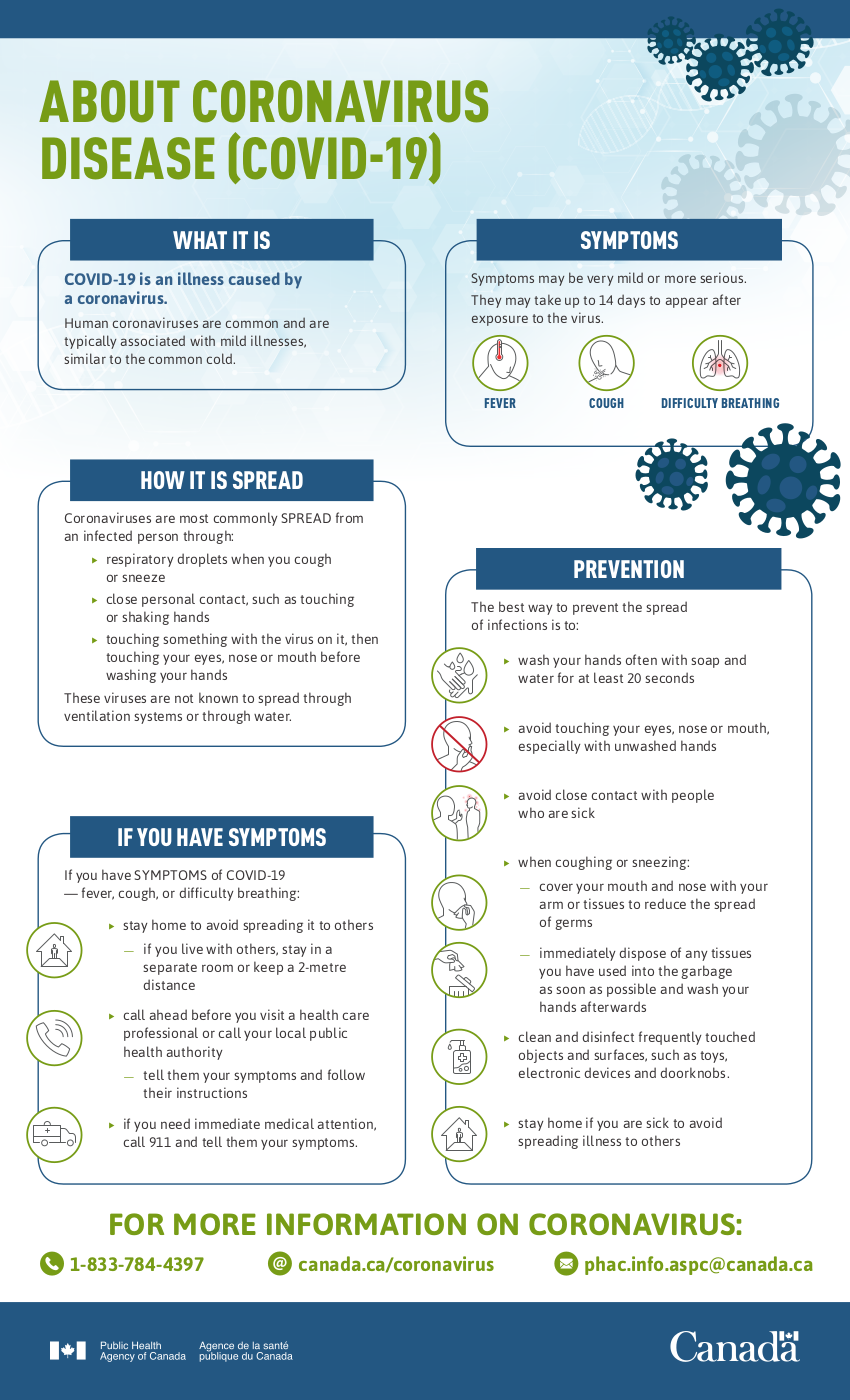 ABOUT CORONAVIRUS
DISEASE (COVID-19)
WHAT IT IS
COVID-19 is an illness caused by
a coronavirus.
Human coronaviruses are common and are
typically associated with mild illnesses,
similar to the common cold.
SYMPTOMS
Symptoms may be very mild or more serious.
They may take up to 14 days to appear after
exposure to the virus.
FEVER
COUGH
DIFFICULTY BREATHING
HOW IT IS SPREAD
Coronaviruses are most commonly SPREAD from
an infected person through:
▸ respiratory droplets when you cough
or sneeze
▸ close personal contact, such as touching
or shaking hands
▸ touching something with the virus on it, then
touching your eyes, nose or mouth before
washing your hands
These viruses are not known to spread through
ventilation systems or through water.
IF YOU HAVE SYMPTOMS
If you have SYMPTOMS of COVID-19
— fever, cough, or difficulty breathing:
▸ stay home to avoid spreading it to others
— if you live with others, stay in a
separate room or keep a 2-metre
distance
▸ call ahead before you visit a health care
professional or call your local public
health authority
— tell them your symptoms and follow
their instructions
▸ if you need immediate medical attention,
call 911 and tell them your symptoms.
PREVENTION
The best way to prevent the spread
of infections is to:
▸ wash your hands often with soap and
water for at least 20 seconds
▸ avoid touching your eyes, nose or mouth,
especially with unwashed hands
▸ avoid close contact with people
who are sick
▸ when coughing or sneezing:
— cover your mouth and nose with your
arm or tissues to reduce the spread
of germs
— immediately dispose of any tissues
you have used into the garbage
as soon as possible and wash your
hands afterwards
▸ clean and disinfect frequently touched
objects and surfaces, such as toys,
electronic devices and doorknobs.
▸ stay home if you are sick to avoid
spreading illness to others
FOR MORE INFORMATION ON CORONAVIRUS:
1-833-784-4397
@ canada.ca/coronavirus
phac.info.aspc@canada.ca
Public Health
Agency of Canada
Agence de la santé
publique du Canada
Canada